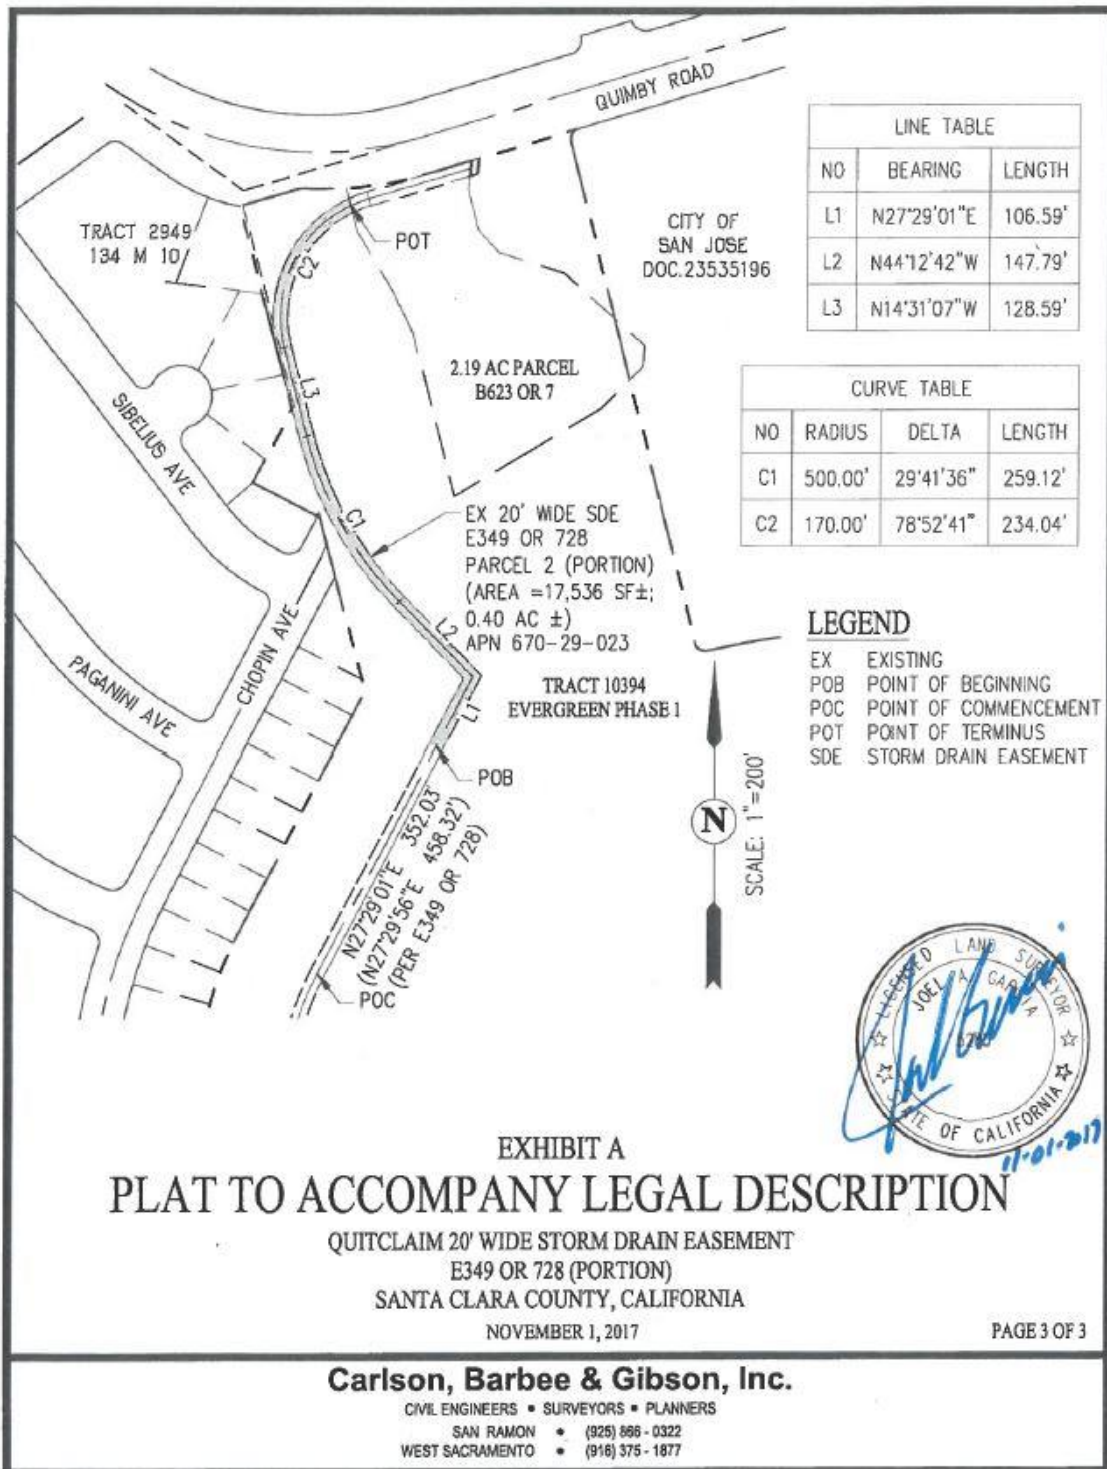 QUIMBY ROAD
LINE TABLE
NO BEARING LENGTH
L1 N27°29'01"E 106.59'
L2 N44°12'42"W 147.79'
L3 N14°31'07"W 128.59'
CITY OF
SAN JOSE
DOC.23535196
TRACT 2949
134 M 10
POT
C2
2.19 AC PARCEL
B623 OR 7
L3
CURVE TABLE
NO RADIUS DELTA LENGTH
C1 500.00' 29°41'36" 259.12'
C2 170.00' 78°52'41" 234.04'
SIBELIUS AVE
C1
EX 20' WIDE SDE
E349 OR 728
PARCEL 2 (PORTION)
(AREA =17,536 SF±;
0.40 AC ±)
APN 670-29-023
L2
CHOPIN AVE
PAGANINI AVE
TRACT 10394
EVERGREEN PHASE 1
L1
POB
LEGEND
EX EXISTING
POB POINT OF BEGINNING
POC POINT OF COMMENCEMENT
POT POINT OF TERMINUS
SDE STORM DRAIN EASEMENT
N27°29'01"E 352.03'
(N27°29'56"E 458.32')
(PER E349 OR 728)
POC
N
SCALE: 1"=200'
LICENSED LAND SURVEYOR
JOEL A. GARCIA
STATE OF CALIFORNIA
11-01-2017
EXHIBIT A
PLAT TO ACCOMPANY LEGAL DESCRIPTION
QUITCLAIM 20' WIDE STORM DRAIN EASEMENT
E349 OR 728 (PORTION)
SANTA CLARA COUNTY, CALIFORNIA
NOVEMBER 1, 2017
PAGE 3 OF 3
Carlson, Barbee & Gibson, Inc.
CIVIL ENGINEERS • SURVEYORS • PLANNERS
SAN RAMON • (925) 866 - 0322
WEST SACRAMENTO • (916) 375 - 1877